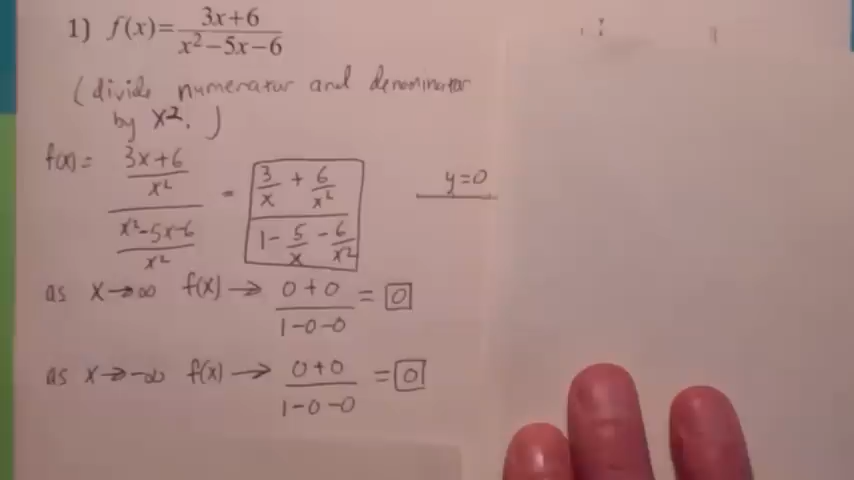 1) f(x)= 3x+6 / x²−5x−6
(divide numerator and denominator
by x².)
f(x)= (3x+6 / x²) / (x²-5x-6 / x²) = (3/x + 6/x²) / (1 - 5/x - 6/x²)
y=0
as x→∞ f(x)→ 0+0 / 1-0-0 = 0
as x→-∞ f(x)→ 0+0 / 1-0-0 = 0